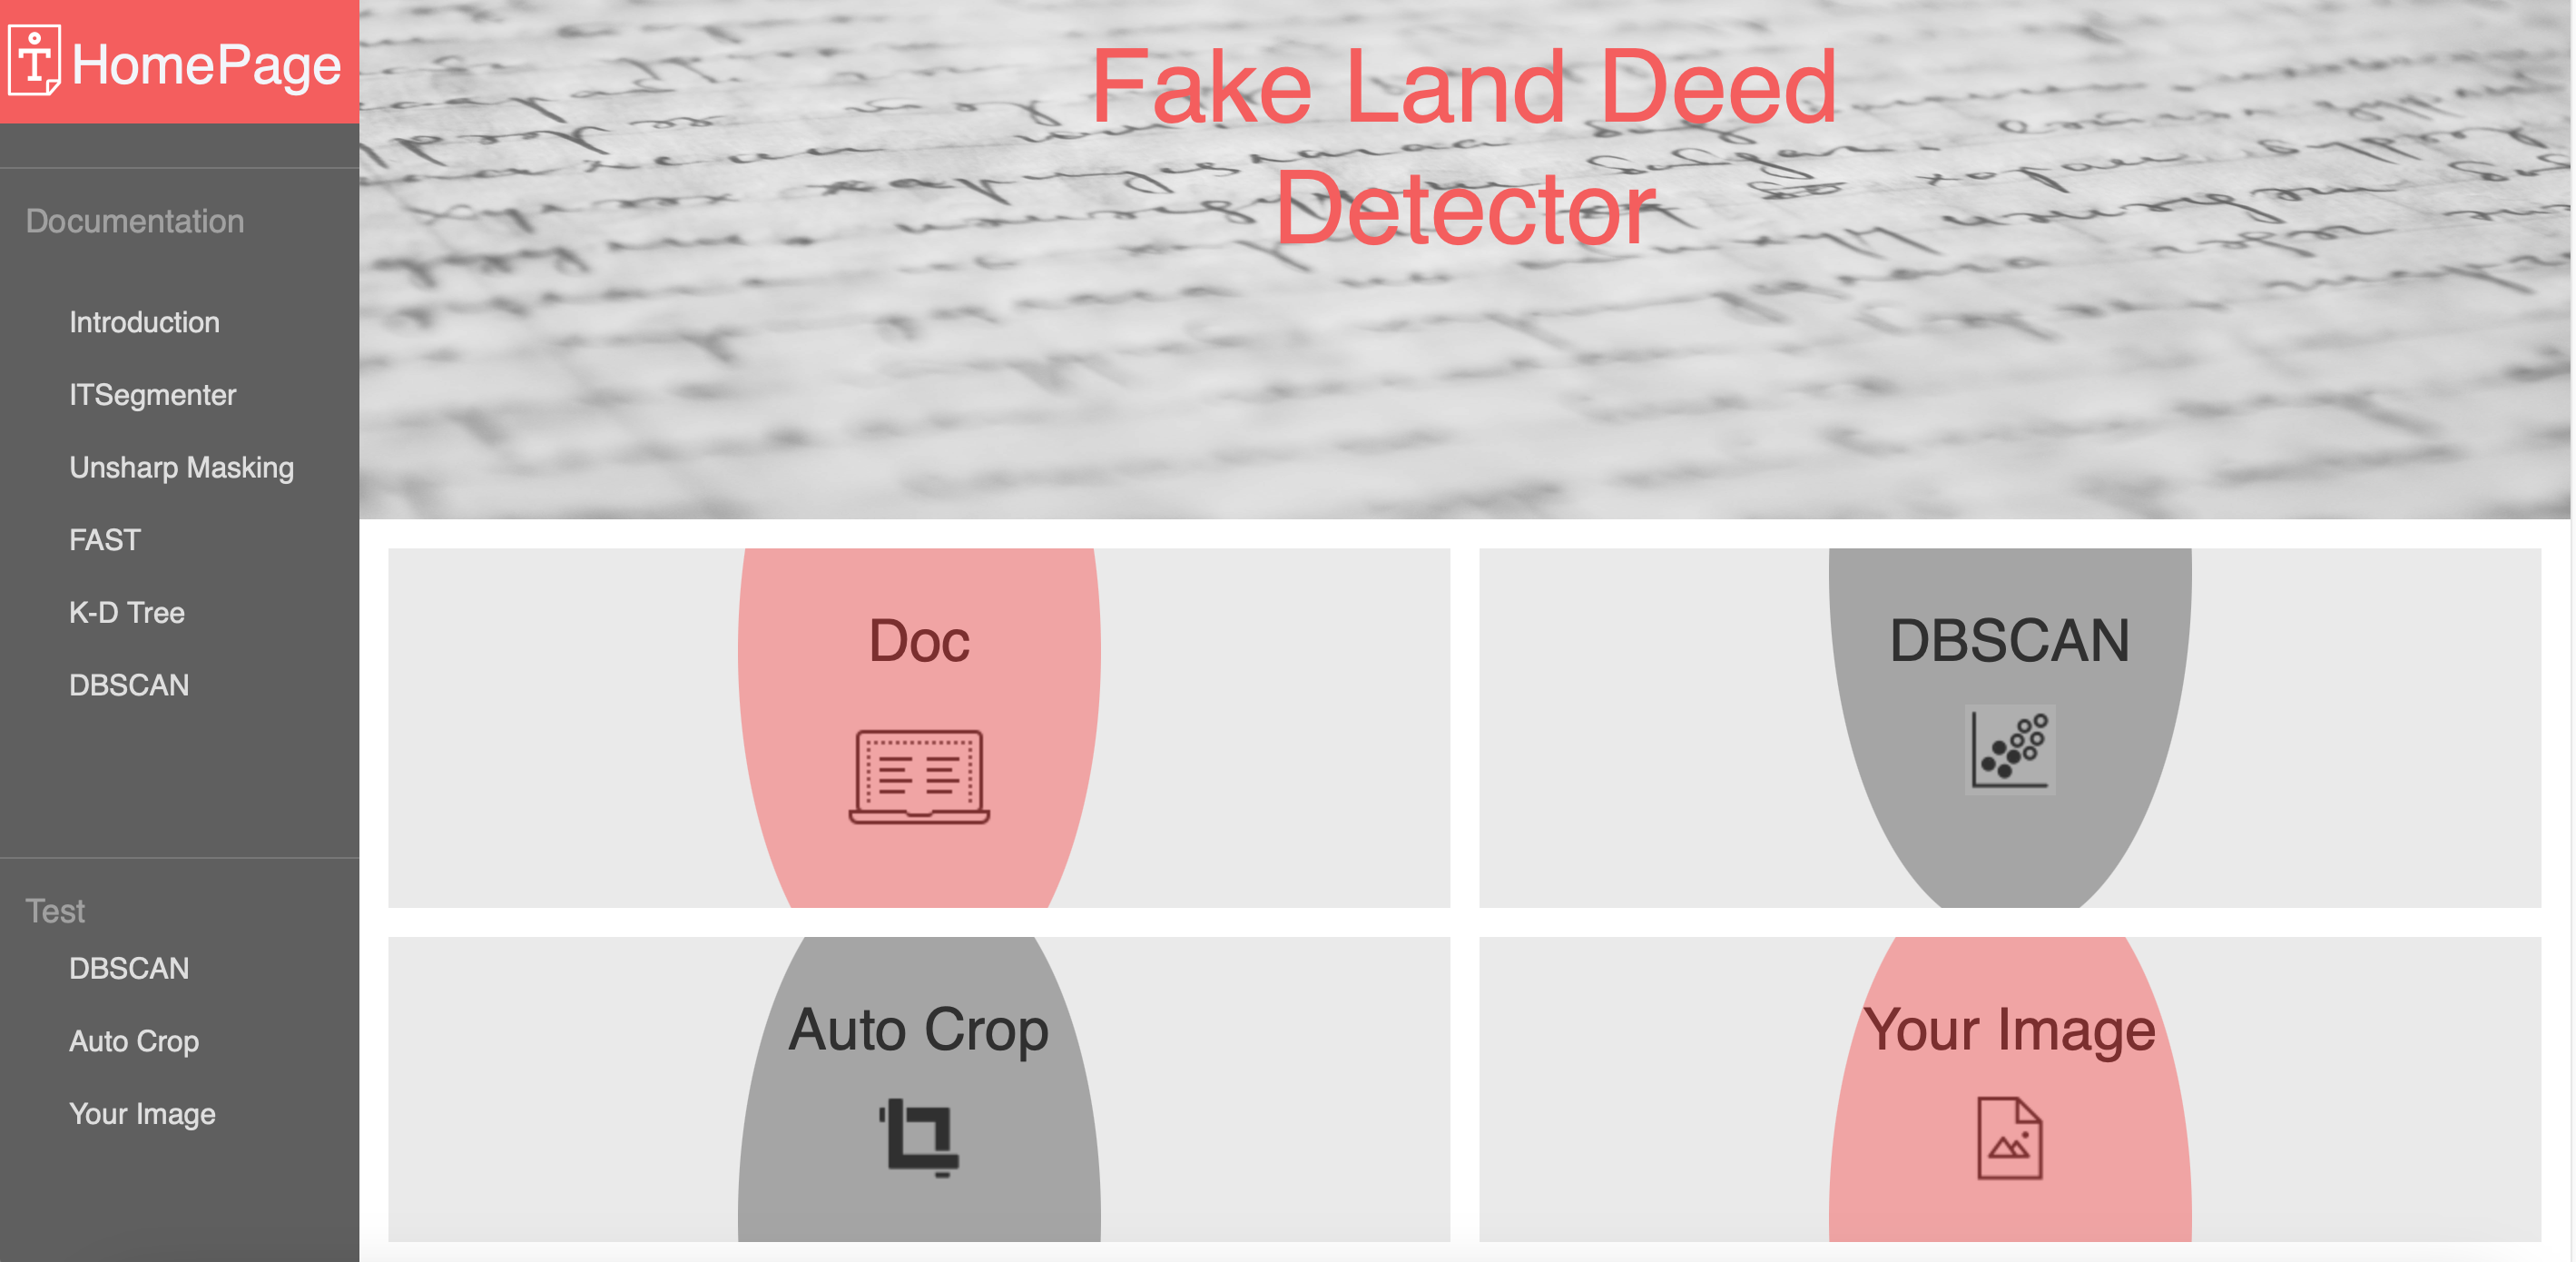 HomePage
Documentation
Introduction
ITSegmenter
Unsharp Masking
FAST
K-D Tree
DBSCAN
Test
DBSCAN
Auto Crop
Your Image
Fake Land Deed
Detector
Doc
DBSCAN
Auto Crop
Your Image